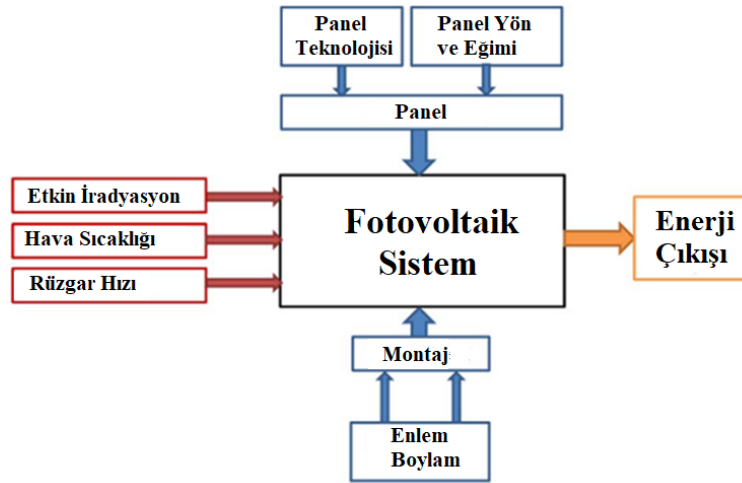 Panel
Teknolojisi
Panel Yön
ve Eğimi
Panel
Etkin İradyasyon
Hava Sıcaklığı
Rüzgar Hızı
Fotovoltaik
Sistem
Enerji
Çıkışı
Montaj
Enlem
Boylam